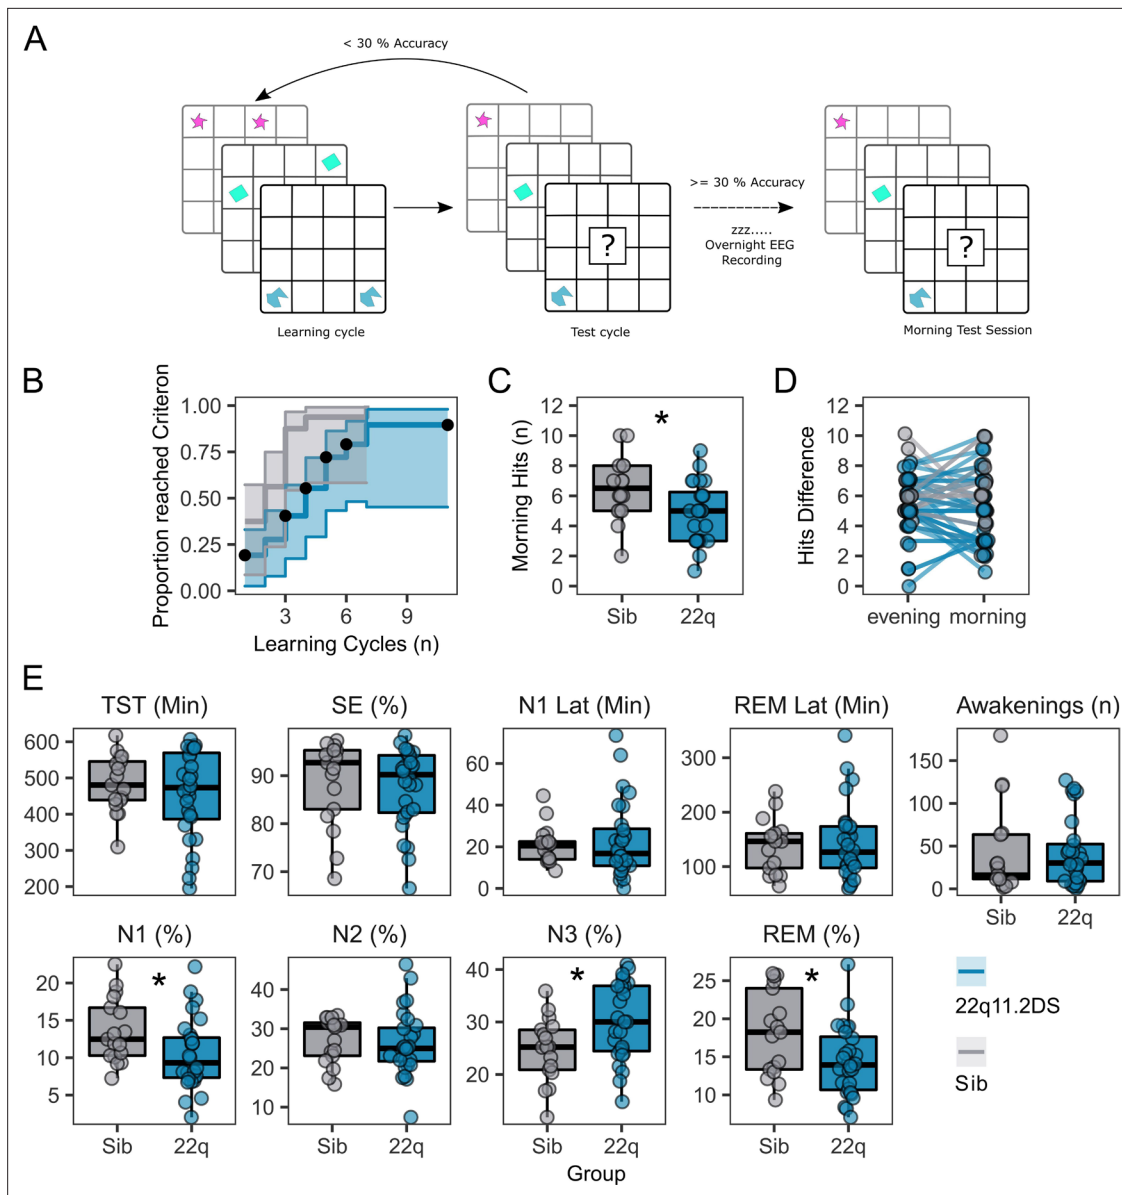 A
< 30 % Accuracy
>= 30 % Accuracy
zzz.....
Overnight EEG
Recording
?
?
Learning cycle
Test cycle
Morning Test Session
B
Proportion reached Criteron
1.00
0.75
0.50
0.25
0.00
3
6
9
Learning Cycles (n)
C
Morning Hits (n)
12
10
8
6
4
2
0
*
Sib
22q
D
Hits Difference
12
10
8
6
4
2
0
evening
morning
E
TST (Min)
600
500
400
300
200
SE (%)
90
80
70
N1 Lat (Min)
60
40
20
0
REM Lat (Min)
300
200
100
Awakenings (n)
150
100
50
0
Sib
22q
N1 (%)
20
15
10
5
*
Sib
22q
N2 (%)
40
30
20
10
Sib
22q
N3 (%)
40
30
20
*
Sib
22q
REM (%)
25
20
15
10
*
Sib
22q
22q11.2DS
Sib
Group